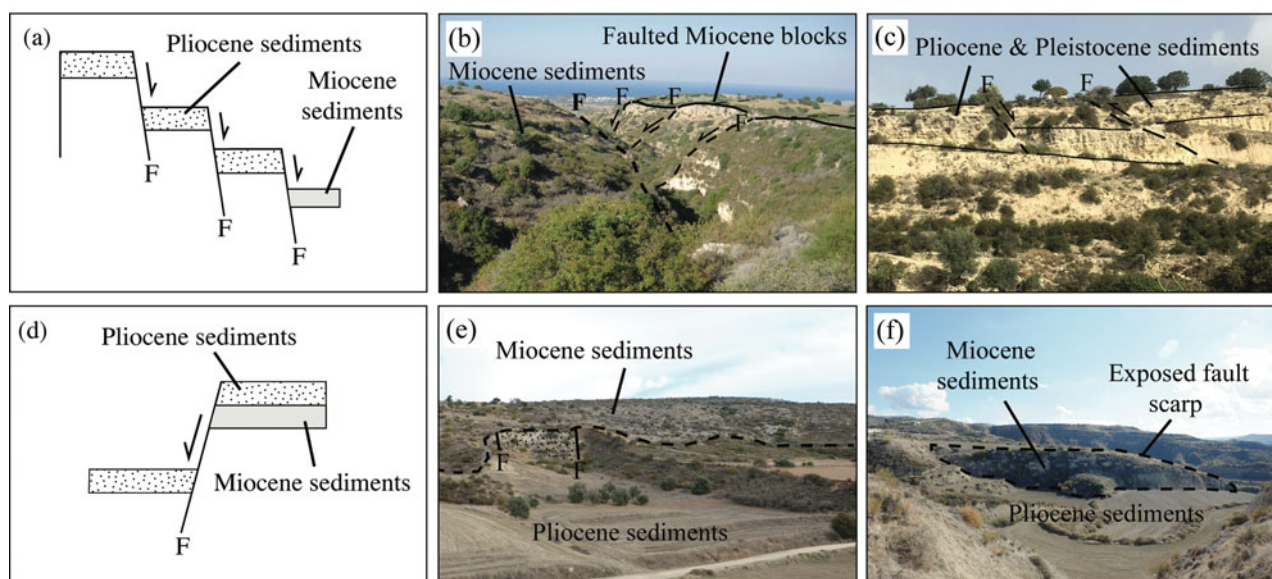 (a)
Pliocene sediments
Miocene
sediments
F
F
F
(b)
Faulted Miocene blocks
Miocene sediments
F
F
F
F
(c)
Pliocene & Pleistocene sediments
F
F
(d)
Pliocene sediments
Miocene sediments
F
(e)
Miocene sediments
F
F
Pliocene sediments
(f)
Miocene
sediments
Exposed fault
scarp
Pliocene sediments